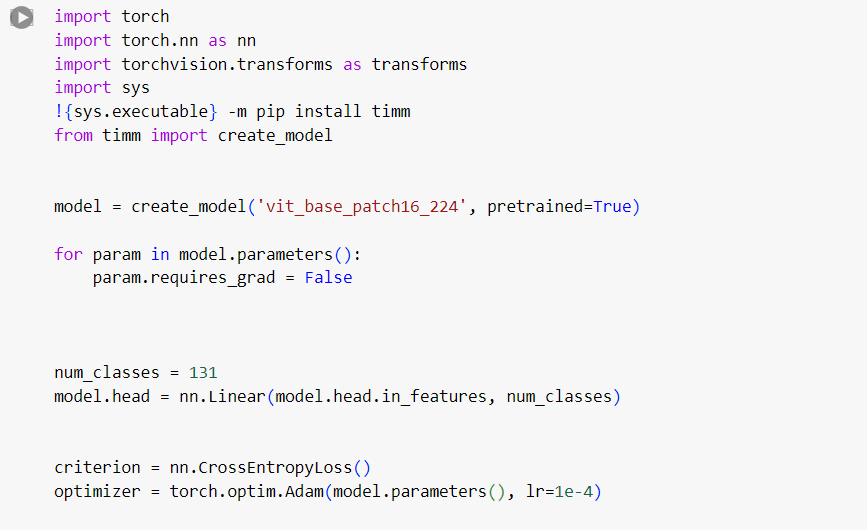 import torch
import torch.nn as nn
import torchvision.transforms as transforms
import sys
!{sys.executable} -m pip install timm
from timm import create_model
model = create_model('vit_base_patch16_224', pretrained=True)
for param in model.parameters():
    param.requires_grad = False
num_classes = 131
model.head = nn.Linear(model.head.in_features, num_classes)
criterion = nn.CrossEntropyLoss()
optimizer = torch.optim.Adam(model.parameters(), lr=1e-4)